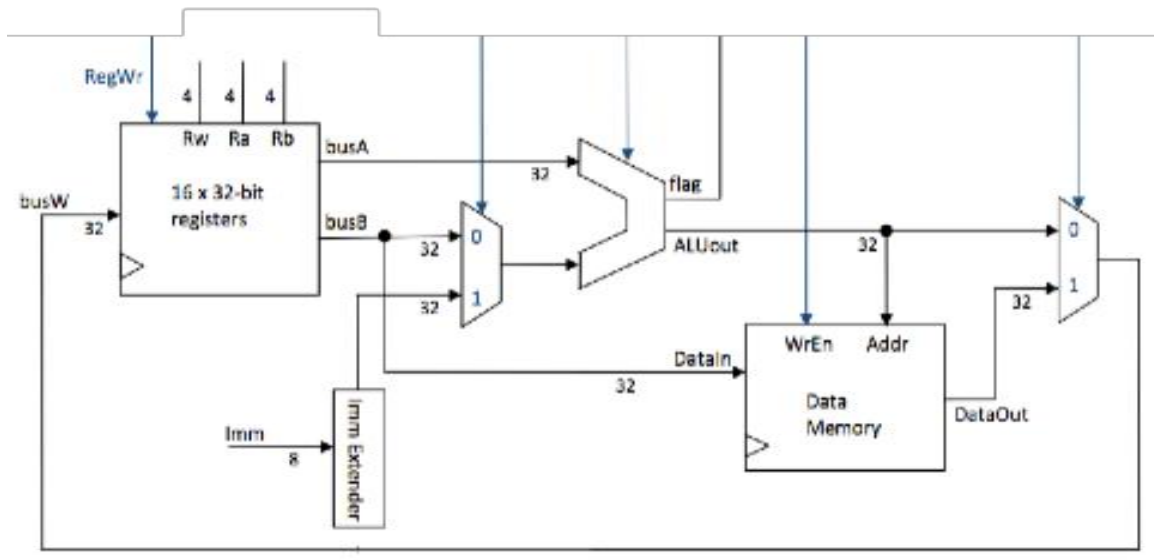 RegWr
4 4 4
Rw Ra Rb
busA
32
flag
busW
32
16 x 32-bit
registers
busB
32
0
ALUout
32
0
32
1
32
1
WrEn Addr
DataIn
32
Data
Memory
DataOut
Imm
8
Imm Extender